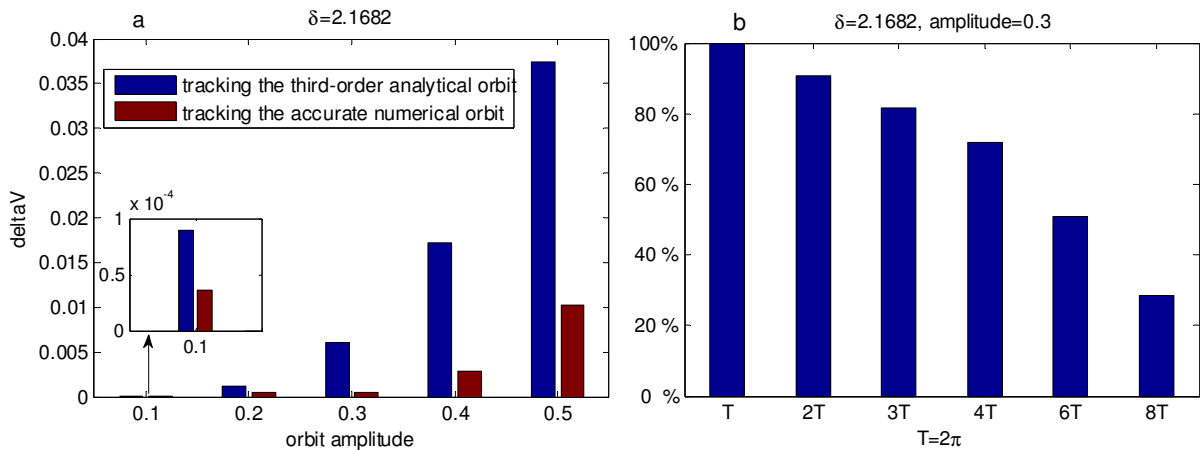 a
δ=2.1682
0.04
0.035
0.03
0.025
0.02
0.015
0.01
0.005
0
deltaV
tracking the third-order analytical orbit
tracking the accurate numerical orbit
1 x 10^-4
0.5
0
0.1
0.1 0.2 0.3 0.4 0.5
orbit amplitude
b
δ=2.1682, amplitude=0.3
100%
80 %
60 %
40 %
20 %
0 %
T 2T 3T 4T 6T 8T
T=2π